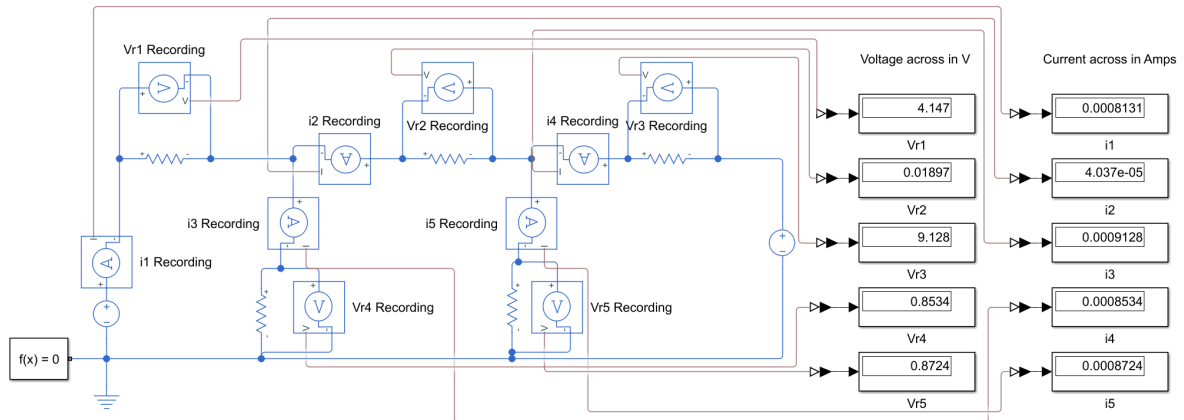 Vr1 Recording
Voltage across in V
Current across in Amps
V
V
V
V
V
V
4.147
0.0008131
i2 Recording
Vr2 Recording
i4 Recording
Vr3 Recording
Vr1
i1
A
A
I
I
0.01897
4.037e-05
Vr2
i2
i3 Recording
A
i5 Recording
A
I
I
9.128
0.0009128
I
A
i1 Recording
Vr3
i3
V
Vr4 Recording
V
Vr5 Recording
V
V
0.8534
0.0008534
Vr4
i4
f(x) = 0
0.8724
0.0008724
Vr5
i5